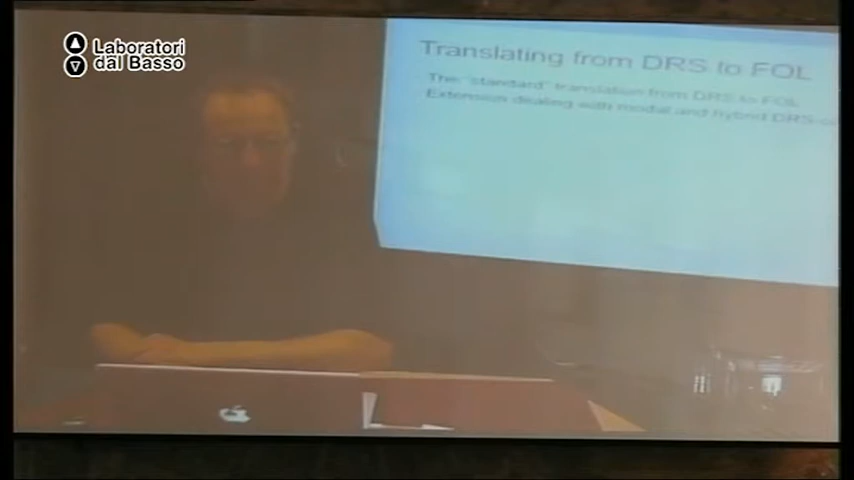 Laboratori
dal Basso
Translating from DRS to FOL
The "standard" translation from DRS to FOL
Extension dealing with modal and hybrid DRS-